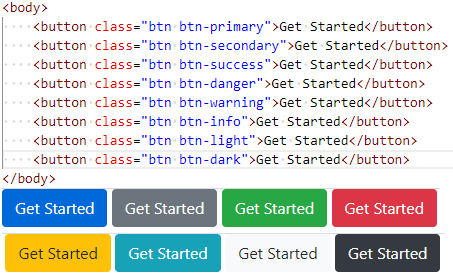 <body>
<button class="btn btn-primary">Get Started</button>
<button class="btn btn-secondary">Get Started</button>
<button class="btn btn-success">Get Started</button>
<button class="btn btn-danger">Get Started</button>
<button class="btn btn-warning">Get Started</button>
<button class="btn btn-info">Get Started</button>
<button class="btn btn-light">Get Started</button>
<button class="btn btn-dark">Get Started</button>
</body>
Get Started Get Started Get Started Get Started
Get Started Get Started Get Started Get Started